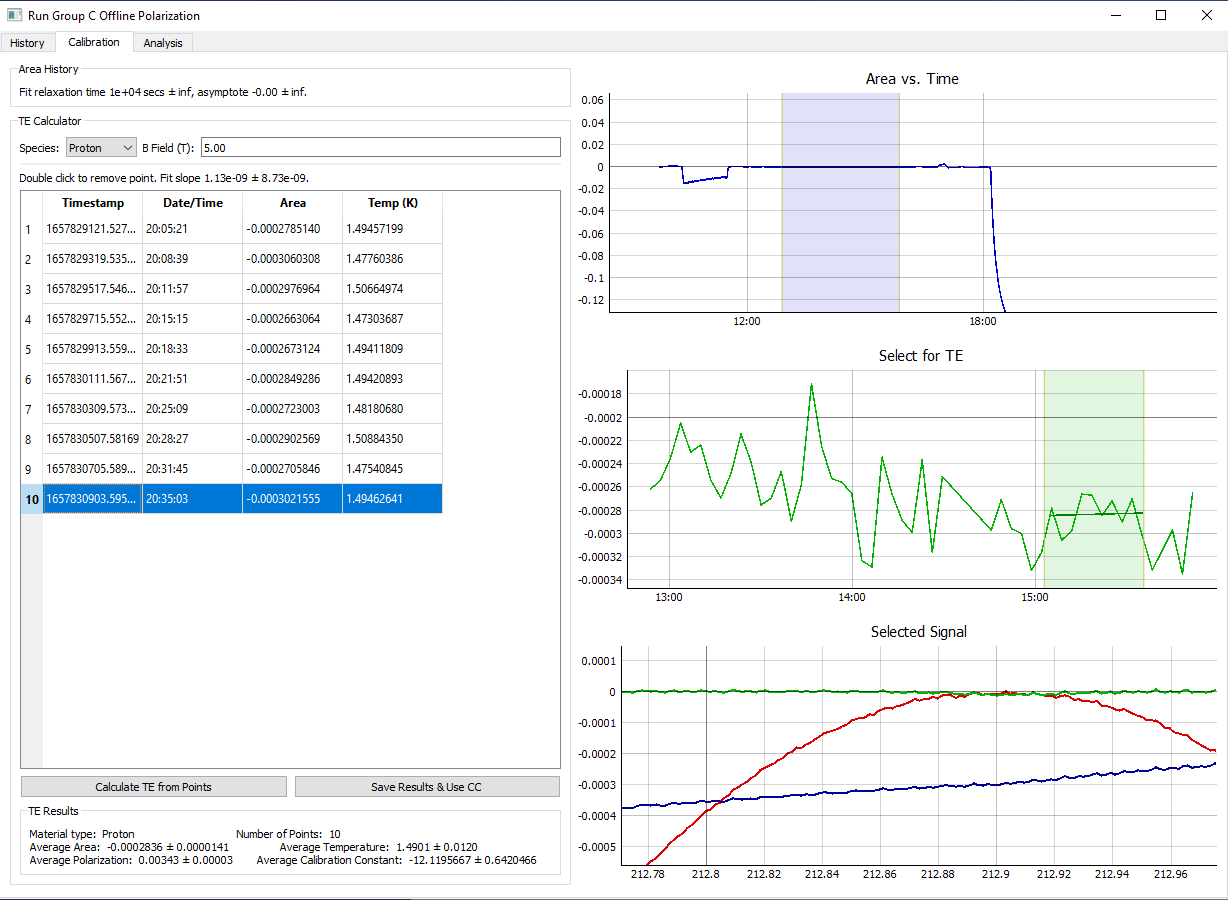 Run Group C Offline Polarization
History Calibration Analysis
Area History
Fit relaxation time 1e+04 secs ± inf, asymptote -0.00 ± inf.
TE Calculator
Species: Proton B Field (T): 5.00
Double click to remove point. Fit slope 1.13e-09 ± 8.73e-09.
Timestamp Date/Time Area Temp (K)
1 1657829121.527... 20:05:21 -0.0002785140 1.49457199
2 1657829319.535... 20:08:39 -0.0003060308 1.47760386
3 1657829517.546... 20:11:57 -0.0002976964 1.50664974
4 1657829715.552... 20:15:15 -0.0002663064 1.47303687
5 1657829913.559... 20:18:33 -0.0002673124 1.49411809
6 1657830111.567... 20:21:51 -0.0002849286 1.49420893
7 1657830309.573... 20:25:09 -0.0002723003 1.48180680
8 1657830507.58169 20:28:27 -0.0002902569 1.50884350
9 1657830705.589... 20:31:45 -0.0002705846 1.47540845
10 1657830903.595... 20:35:03 -0.0003021555 1.49462641
Calculate TE from Points Save Results & Use CC
TE Results
Material type: Proton Number of Points: 10
Average Area: -0.0002836 ± 0.0000141 Average Temperature: 1.4901 ± 0.0120
Average Polarization: 0.00343 ± 0.00003 Average Calibration Constant: -12.1195667 ± 0.6420466
Area vs. Time
0.06
0.04
0.02
0
-0.02
-0.04
-0.06
-0.08
-0.1
-0.12
12:00 18:00
Select for TE
-0.00018
-0.0002
-0.00022
-0.00024
-0.00026
-0.00028
-0.0003
-0.00032
-0.00034
13:00 14:00 15:00
Selected Signal
0.0001
0
-0.0001
-0.0002
-0.0003
-0.0004
-0.0005
212.78 212.8 212.82 212.84 212.86 212.88 212.9 212.92 212.94 212.96